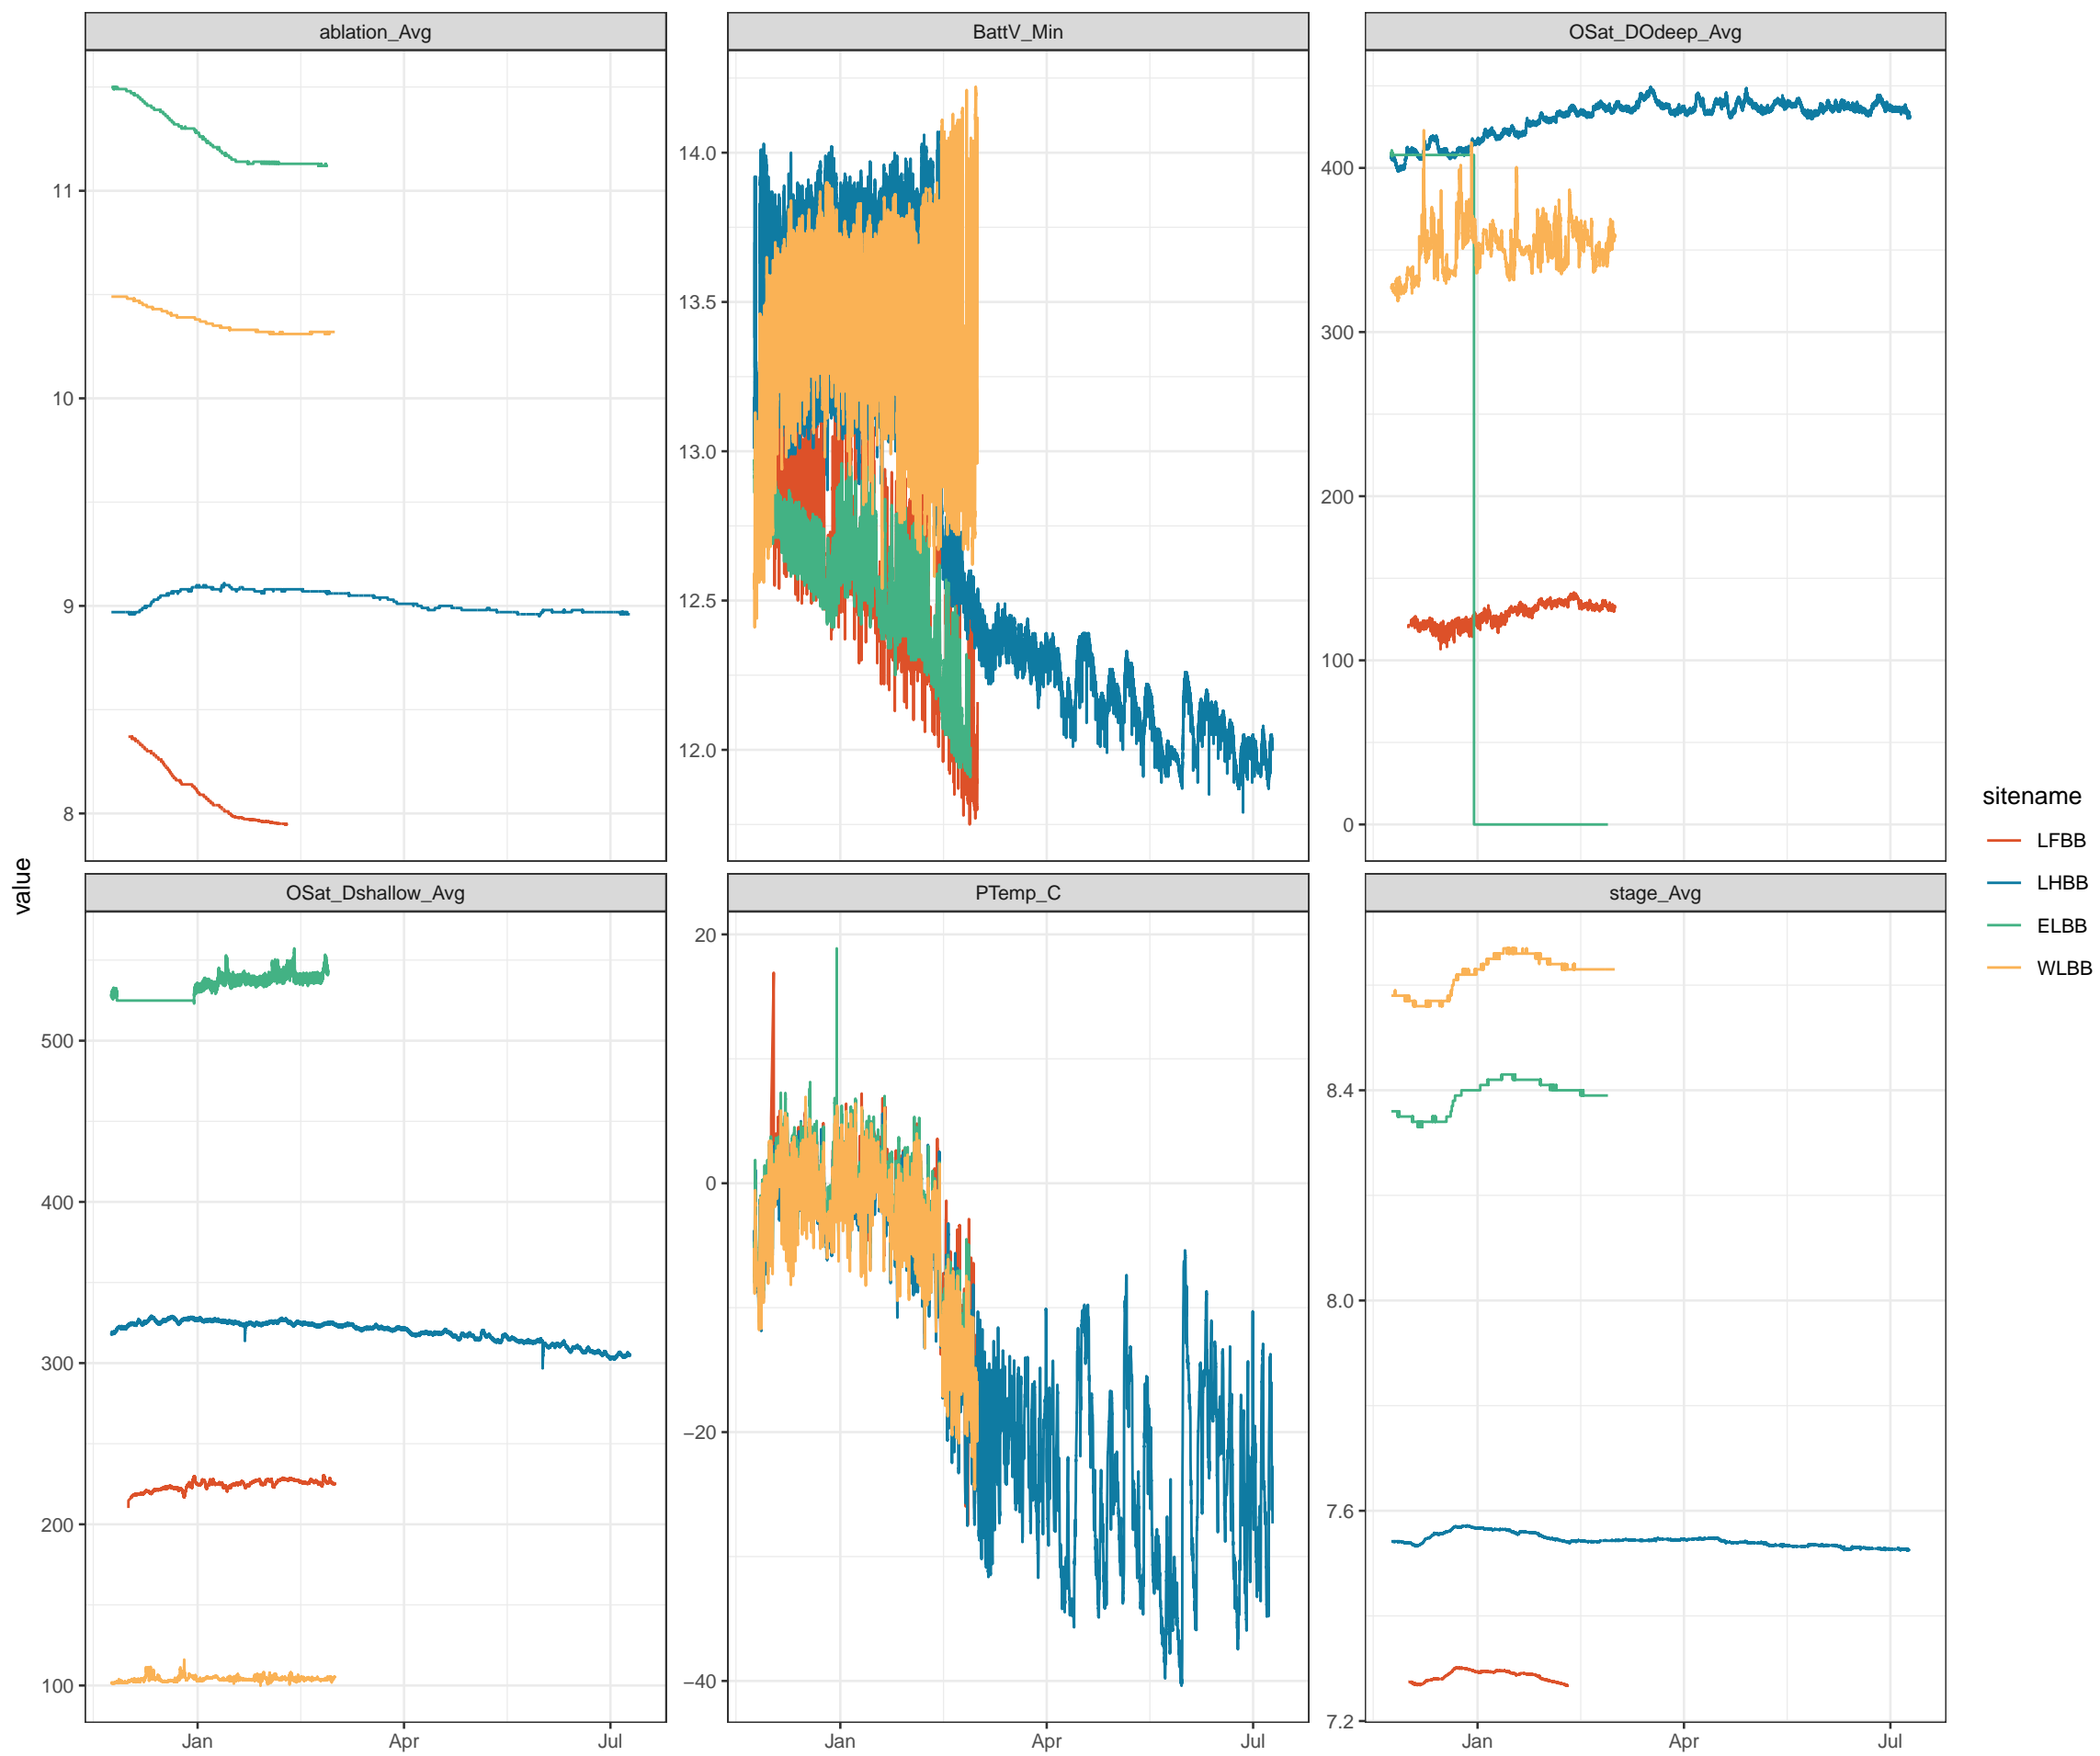 ablation_Avg
BattV_Min
OSat_DOdeep_Avg
11
10
9
8
14.0
13.5
13.0
12.5
12.0
400
300
200
100
0
value
OSat_Dshallow_Avg
PTemp_C
stage_Avg
500
400
300
200
100
20
0
−20
−40
8.4
8.0
7.6
7.2
Jan Apr Jul
Jan Apr Jul
Jan Apr Jul
sitename
LFBB
LHBB
ELBB
WLBB